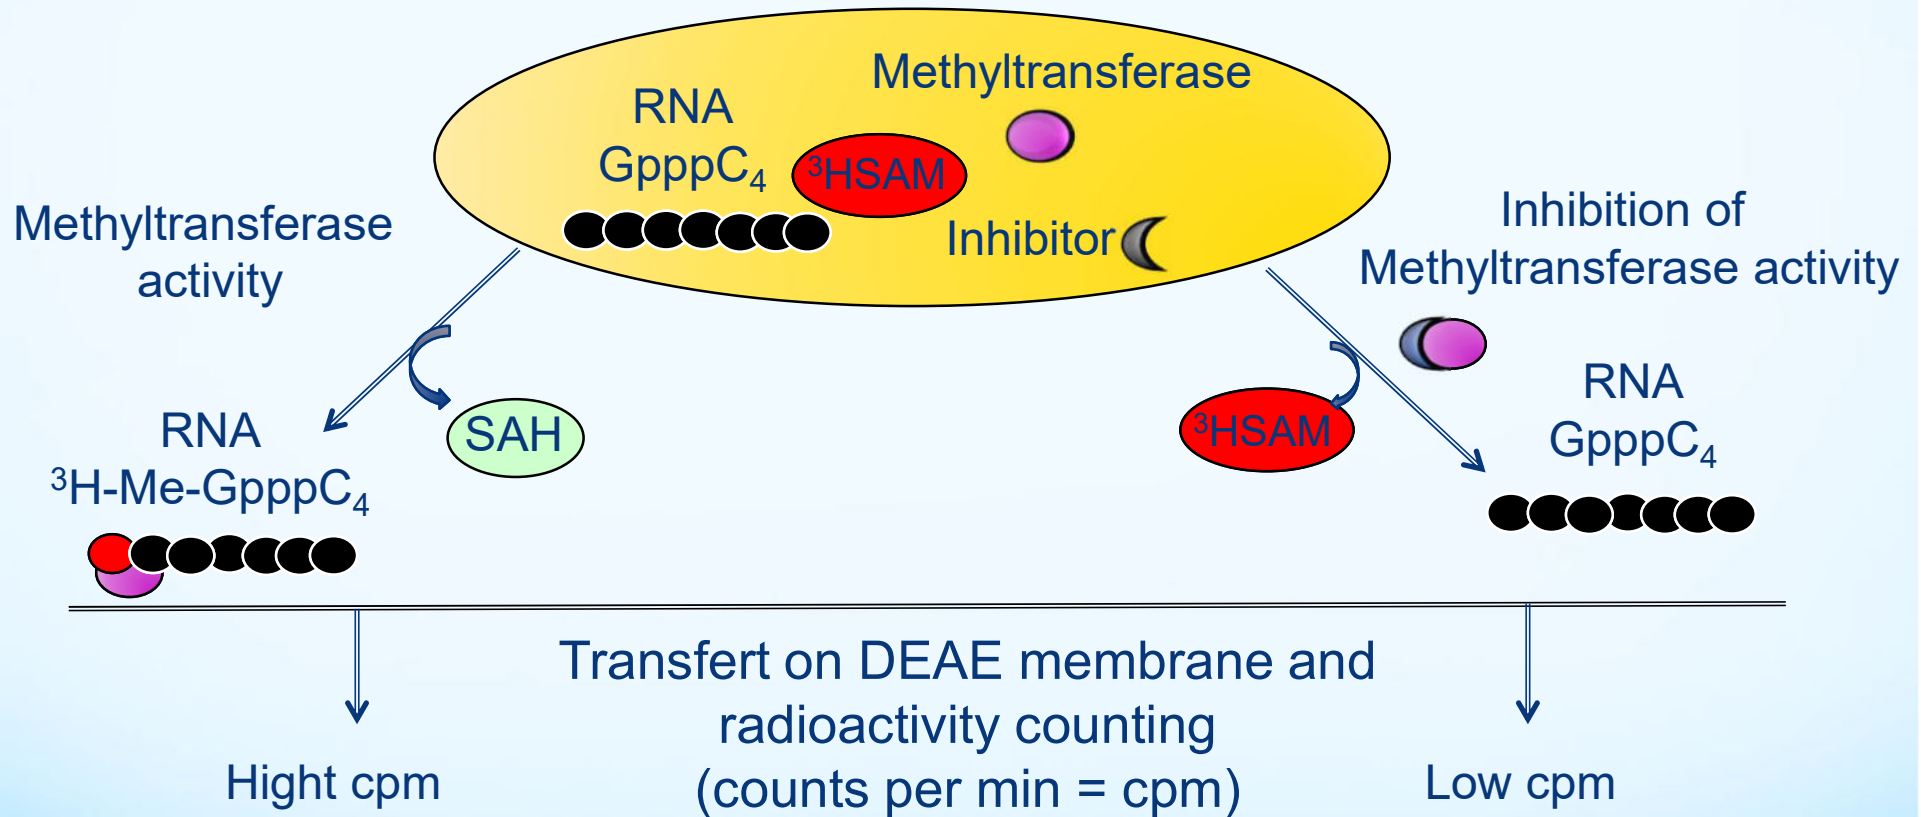 Methyltransferase
RNA
GpppC₄
³HSAM
Inhibitor
Methyltransferase
activity
Inhibition of
Methyltransferase activity
SAH
RNA
³H-Me-GpppC₄
³HSAM
RNA
GpppC₄
Transfert on DEAE membrane and
radioactivity counting
(counts per min = cpm)
Hight cpm
Low cpm